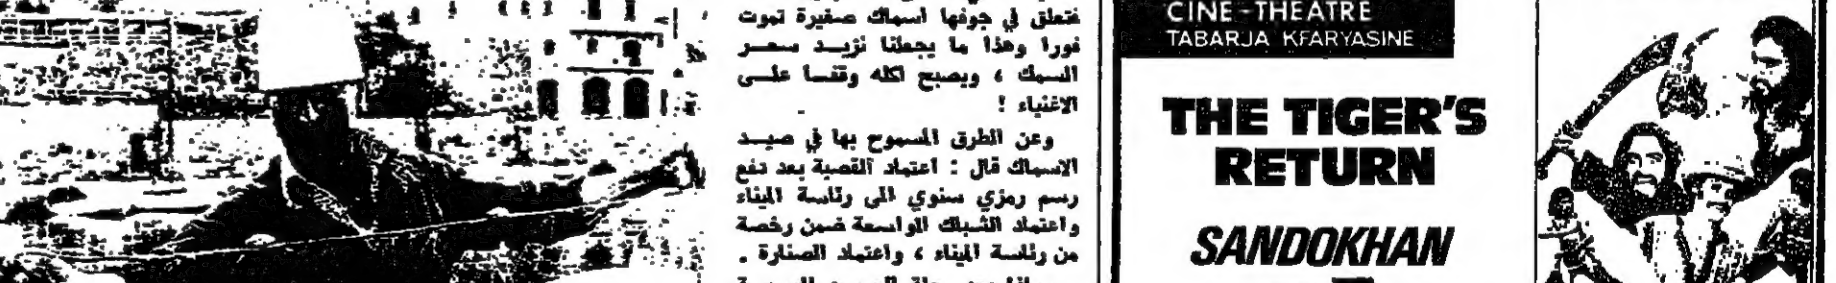 فتعلق في جوفها اسماك صغيرة تموت
فورا وهذا ما يجعلنا نزيد سعر
السمك ، ويصبح اكله وقفا على
الاغنياء !
وعن الطرق المسموح بها في صيد
الاسماك قال : اعتماد القصبة بعد دفع
رسم رمزي سنوي الى رئاسة الميناء
واعتماد الشباك الواسعة ضمن رخصة
من رئاسة الميناء ، واعتماد الصنارة .
CINE-THEATRE
TABARJA KFARYASINE
THE TIGER'S
RETURN
SANDOKHAN